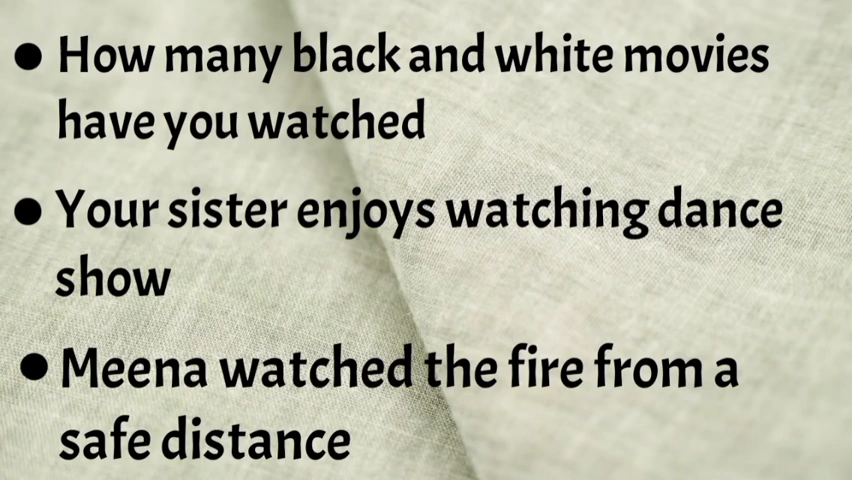 ● How many black and white movies
have you watched
● Your sister enjoys watching dance
show
● Meena watched the fire from a
safe distance